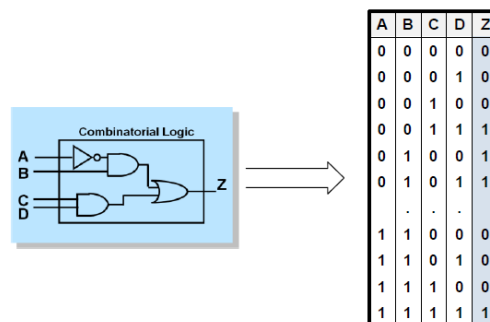 Combinatorial Logic
A
B
C
D
Z
A B C D Z
0 0 0 0 0
0 0 0 1 0
0 0 1 0 0
0 0 1 1 1
0 1 0 0 1
0 1 0 1 1
. . .
1 1 0 0 0
1 1 0 1 0
1 1 1 0 0
1 1 1 1 1